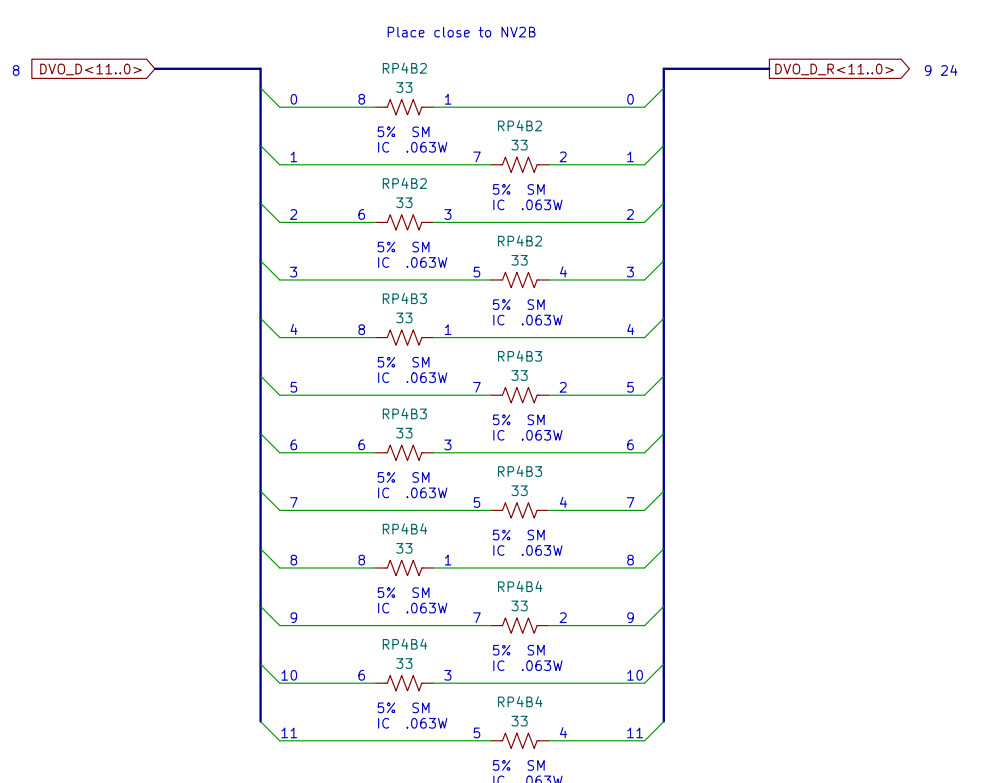 Place close to NV2B
8 DVO_D<11..0> DVO_D_R<11..0> 9 24
RP4B2
33
0 8 1 0
5% SM
IC .063W
RP4B2
33
1 7 2 1
5% SM
IC .063W
RP4B2
33
2 6 3 2
5% SM
IC .063W
RP4B2
33
3 5 4 3
5% SM
IC .063W
RP4B3
33
4 8 1 4
5% SM
IC .063W
RP4B3
33
5 7 2 5
5% SM
IC .063W
RP4B3
33
6 6 3 6
5% SM
IC .063W
RP4B3
33
7 5 4 7
5% SM
IC .063W
RP4B4
33
8 8 1 8
5% SM
IC .063W
RP4B4
33
9 7 2 9
5% SM
IC .063W
RP4B4
33
10 6 3 10
5% SM
IC .063W
RP4B4
33
11 5 4 11
5% SM
IC .063W